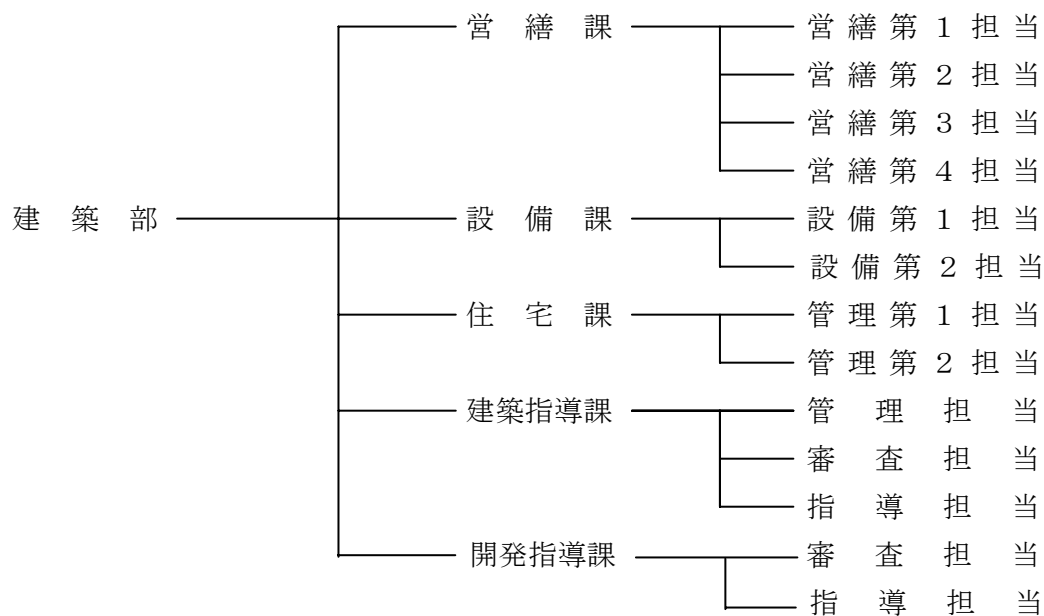 営繕課 営繕第１担当
営繕第２担当
営繕第３担当
営繕第４担当
建築部 設備課 設備第１担当
設備第２担当
住宅課 管理第１担当
管理第２担当
建築指導課 管理担当
審査担当
指導担当
開発指導課 審査担当
指導担当